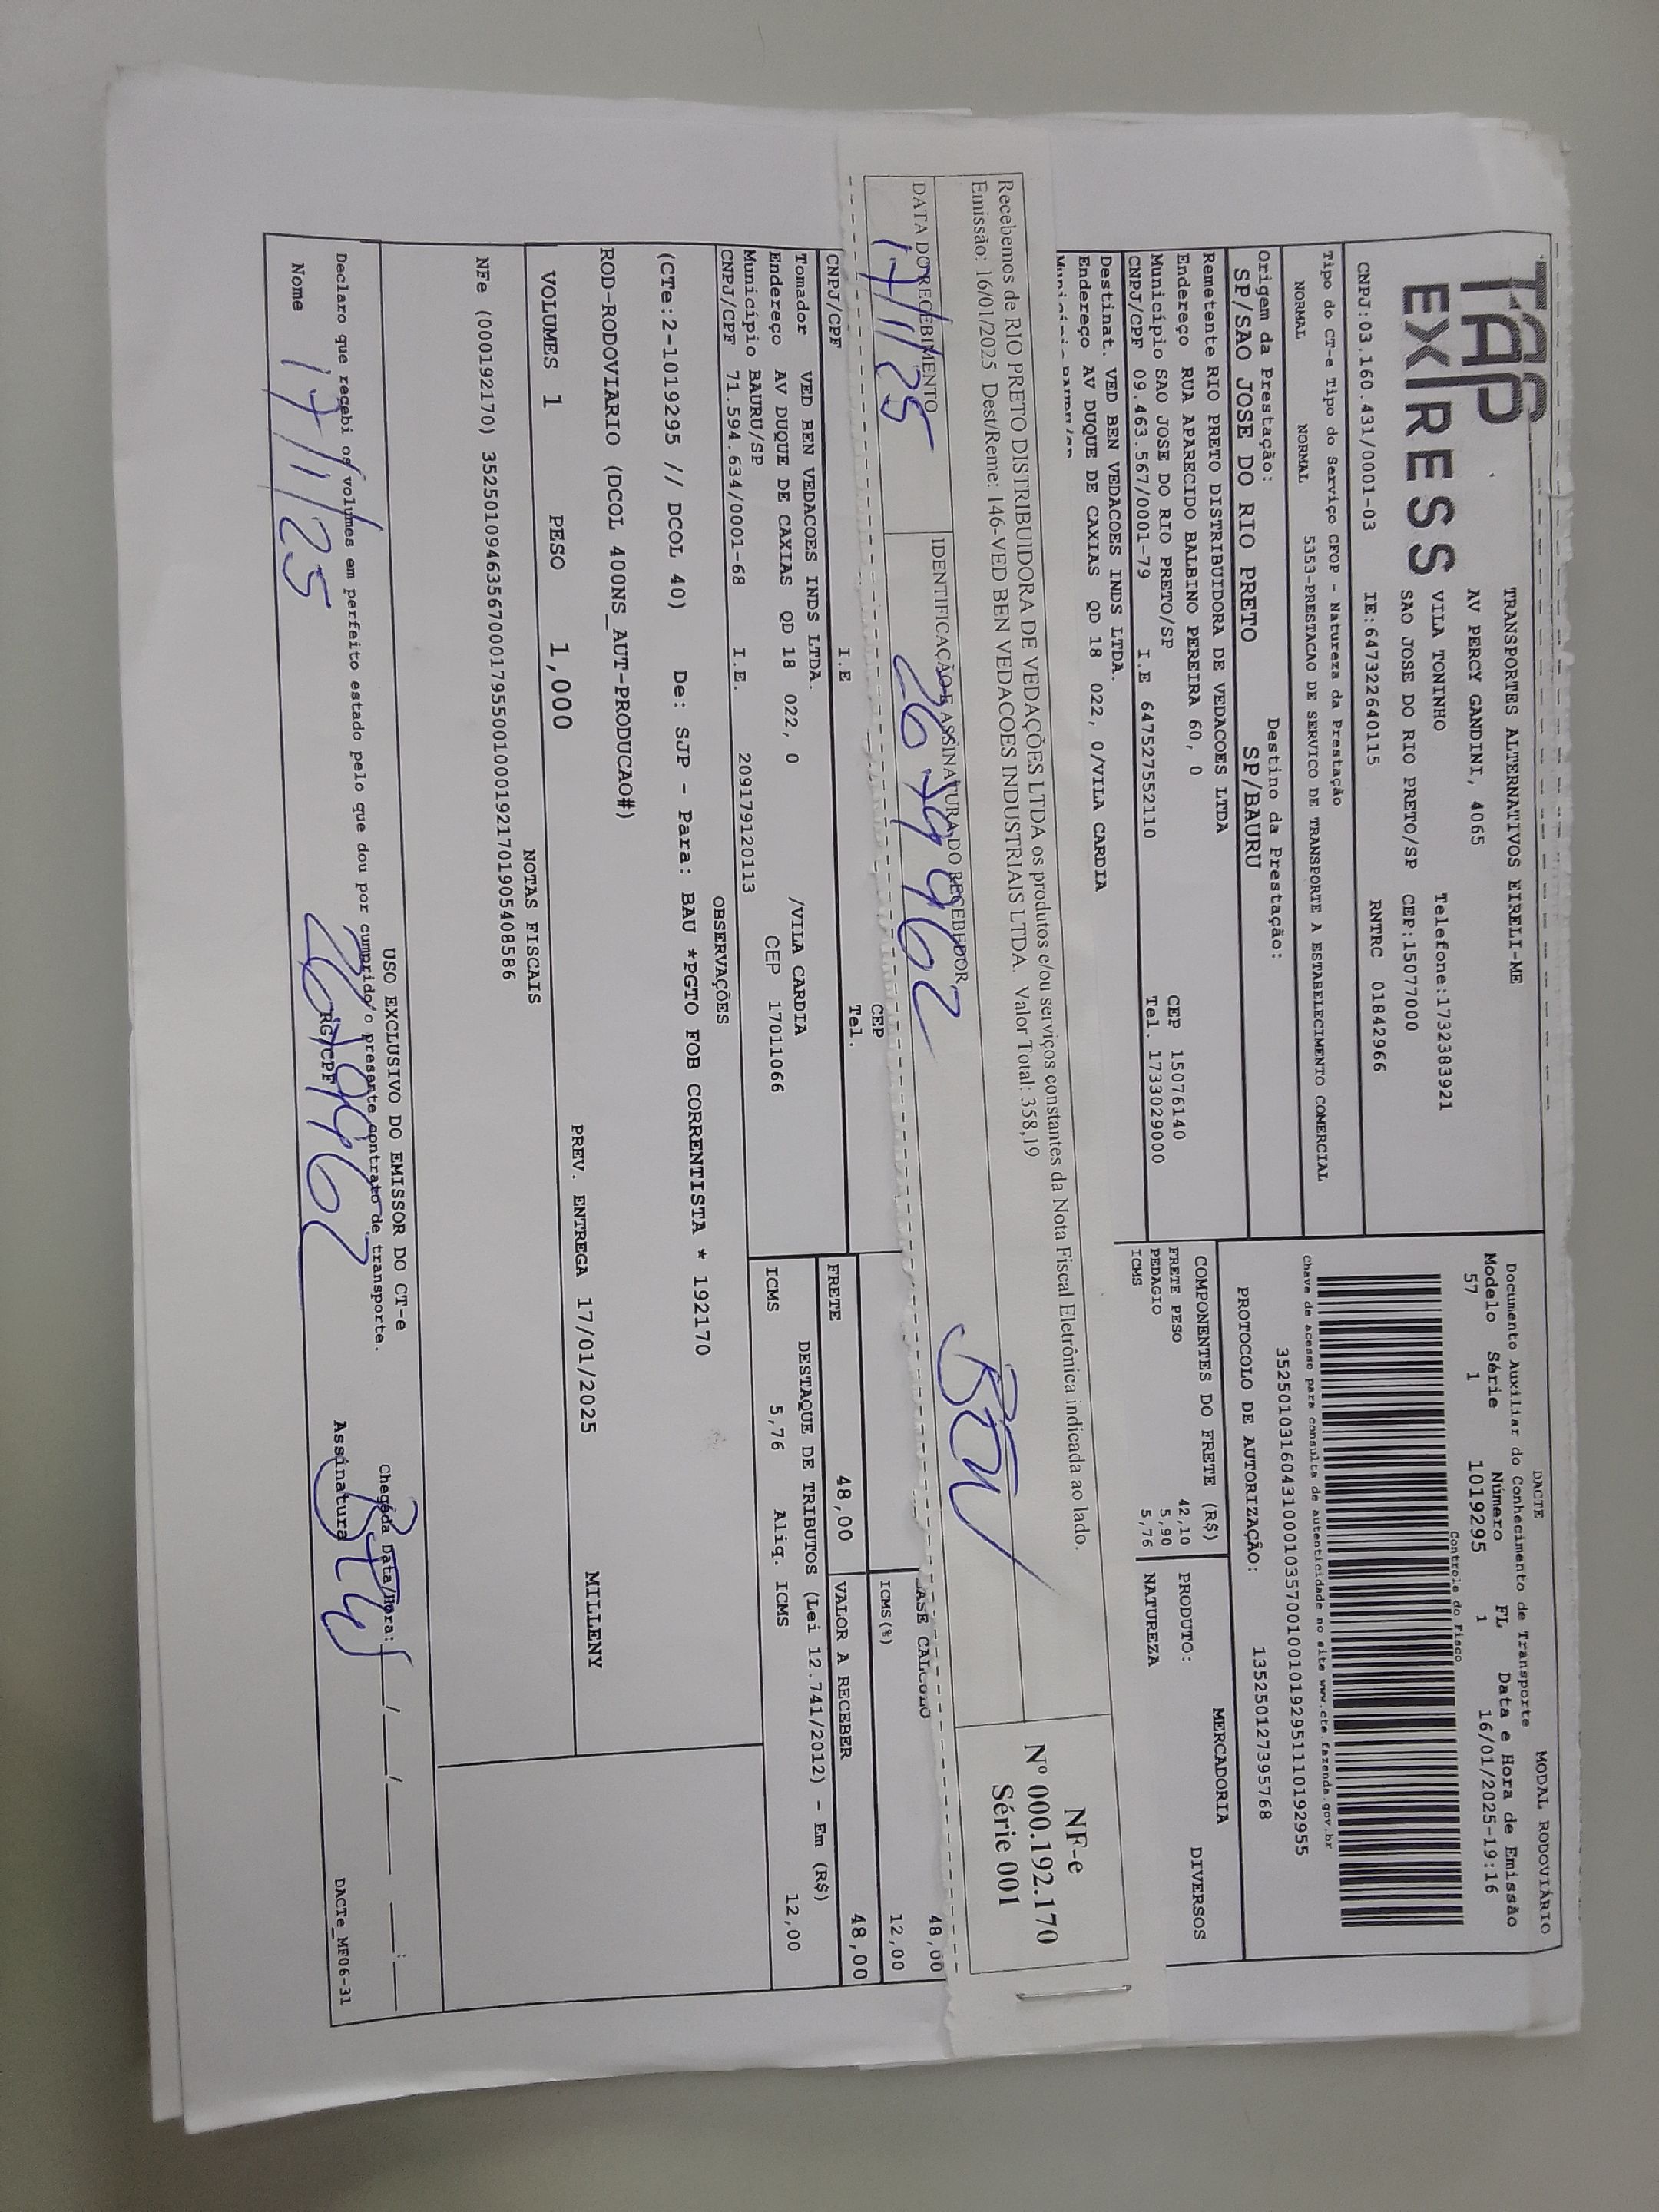 TAP
EXPRESS
TRANSPORTES ALTERNATIVOS EIRELI-ME
AV PERCY GANDINI, 4065
VILA TONINHO Telefone:1732383921
SAO JOSE DO RIO PRETO/SP CEP:15077000
CNPJ:03.160.431/0001-03 IE:647322640115 RNTRC 01842966
DACTE MODAL RODOVIÁRIO
Documento Auxiliar do Conhecimento de Transporte
Modelo Série Número FL Data e Hora de Emissão
57 1 1019295 1 16/01/2025-19:16
Controle do Fisco
Chave de acesso para consulta de autenticidade no site www.cte.fazenda.gov.br
35250103160431000103570010010192951110192955
PROTOCOLO DE AUTORIZAÇÃO: 135250127395768
Tipo do CT-e Tipo do Serviço CFOP - Natureza da Prestação
NORMAL NORMAL 5353-PRESTACAO DE SERVICO DE TRANSPORTE A ESTABELECIMENTO COMERCIAL
Origem da Prestação: Destino da Prestação:
SP/SAO JOSE DO RIO PRETO SP/BAURU
Remetente RIO PRETO DISTRIBUIDORA DE VEDACOES LTDA
Endereço RUA APARECIDO BALBINO PEREIRA 60, 0
Município SAO JOSE DO RIO PRETO/SP CEP 15076140
CNPJ/CPF 09.463.567/0001-79 I.E 647527552110 Tel. 1733029000
COMPONENTES DO FRETE (R$) MERCADORIA
FRETE PESO 42,10 PRODUTO: DIVERSOS
PEDAGIO 5,90 NATUREZA
ICMS 5,76
Destinat. VED BEN VEDACOES INDS LTDA.
Endereço AV DUQUE DE CAXIAS QD 18 022, 0/VILA CARDIA
Recebemos de RIO PRETO DISTRIBUIDORA DE VEDAÇÕES LTDA os produtos e/ou serviços constantes da Nota Fiscal Eletrônica indicada ao lado.
Emissão: 16/01/2025 Dest/Reme: 146-VED BEN VEDACOES INDUSTRIAIS LTDA. Valor Total: 358,19
NF-e
Nº 000.192.170
Série 001
DATA DO RECEBIMENTO IDENTIFICAÇÃO E ASSINATURA DO RECEBEDOR
17/1/25
BASE CALCULO 48,00
ICMS(%) 12,00
CEP
CNPJ/CPF I.E Tel.
FRETE 48,00 VALOR A RECEBER 48,00
Tomador VED BEN VEDACOES INDS LTDA.
Endereço AV DUQUE DE CAXIAS QD 18 022, 0 /VILA CARDIA
Município BAURU/SP CEP 17011066
CNPJ/CPF 71.594.634/0001-68 I.E. 209179120113
DESTAQUE DE TRIBUTOS (Lei 12.741/2012) - Em (R$)
ICMS 5,76 Aliq. ICMS 12,00
OBSERVAÇÕES
(CTe:2-1019295 // DCOL 40) De: SJP - Para: BAU *PGTO FOB CORRENTISTA * 192170
ROD-RODOVIARIO (DCOL 400NS_AUT-PRODUCAO#)
VOLUMES 1 PESO 1,000 PREV. ENTREGA 17/01/2025 MILLENY
NOTAS FISCAIS
NFe (000192170) 35250109463567000179550010001921701905408586
USO EXCLUSIVO DO EMISSOR DO CT-e
Declaro que recebi os volumes em perfeito estado pelo que dou por cumprido o presente contrato de transporte.
Chegada Data/Hora: __/__/____ __:__
Nome RG/CPF Assinatura
17/1/25
DACTe_MF06-31